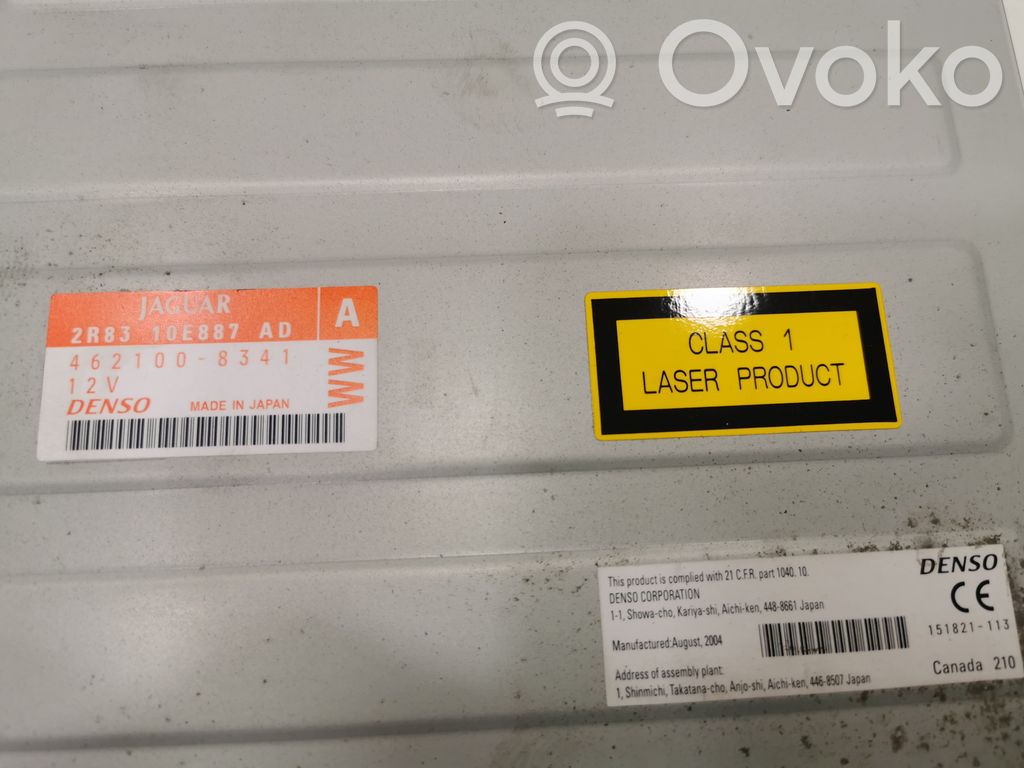 Ovoko
JAGUAR
2R83 10E887 AD
A
462100-8341
12V
WW
DENSO MADE IN JAPAN
CLASS 1
LASER PRODUCT
This product is complied with 21 C.F.R. part 1040. 10.
DENSO CORPORATION
1-1, Showa-cho, Kariya-shi, Aichi-ken, 448-8661 Japan
Manufactured:August, 2004
Address of assembly plant:
1, Shinmichi, Takatana-cho, Anjo-shi, Aichi-ken, 446-8507 Japan
DENSO
CE
151821-113
Canada 210